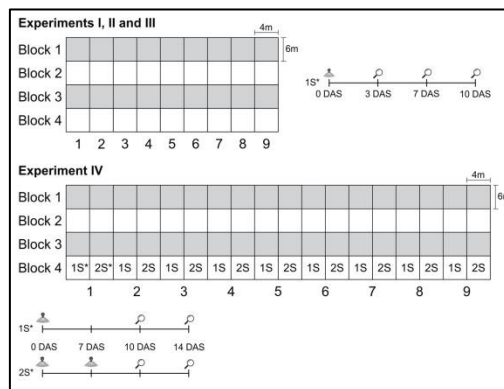 Experiments I, II and III
4m
Block 1
6m
Block 2
Block 3
Block 4
1 2 3 4 5 6 7 8 9
1S*
0 DAS 3 DAS 7 DAS 10 DAS
Experiment IV
4m
Block 1
6m
Block 2
Block 3
Block 4 1S* 2S* 1S 2S 1S 2S 1S 2S 1S 2S 1S 2S 1S 2S 1S 2S 1S 2S
1 2 3 4 5 6 7 8 9
1S*
0 DAS 7 DAS 10 DAS 14 DAS
2S*